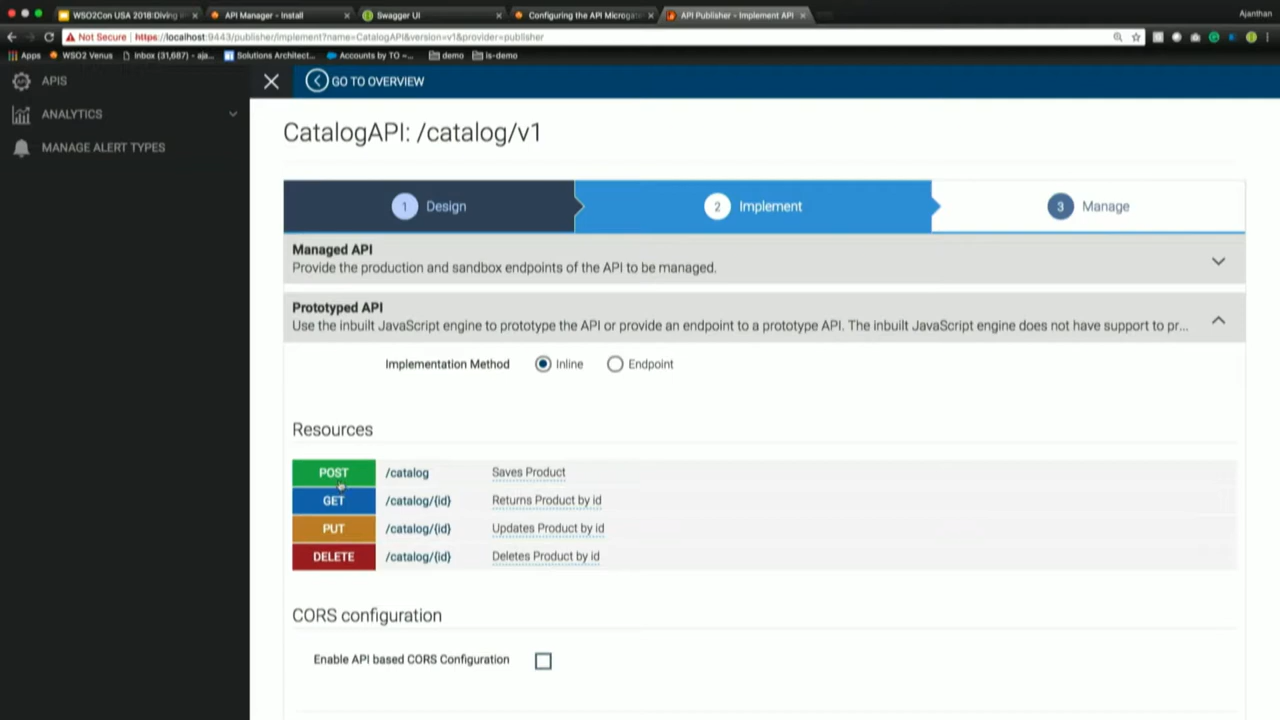 WSO2Con USA 2018:Diving
API Manager - Install
Swagger UI
Configuring the API Microgate
API Publisher - Implement API
Ajanthan
Not Secure https://localhost:9443/publisher/implement?name=CatalogAPI&version=v1&provider=publisher
Apps WSO2 Venus Inbox (31,687) - aja... Solutions Architect... Accounts by TO –... demo is-demo
APIS
ANALYTICS
MANAGE ALERT TYPES
GO TO OVERVIEW
CatalogAPI: /catalog/v1
1 Design 2 Implement 3 Manage
Managed API
Provide the production and sandbox endpoints of the API to be managed.
Prototyped API
Use the inbuilt JavaScript engine to prototype the API or provide an endpoint to a prototype API. The inbuilt JavaScript engine does not have support to pr...
Implementation Method Inline Endpoint
Resources
POST /catalog Saves Product
GET /catalog/{id} Returns Product by id
PUT /catalog/{id} Updates Product by id
DELETE /catalog/{id} Deletes Product by id
CORS configuration
Enable API based CORS Configuration